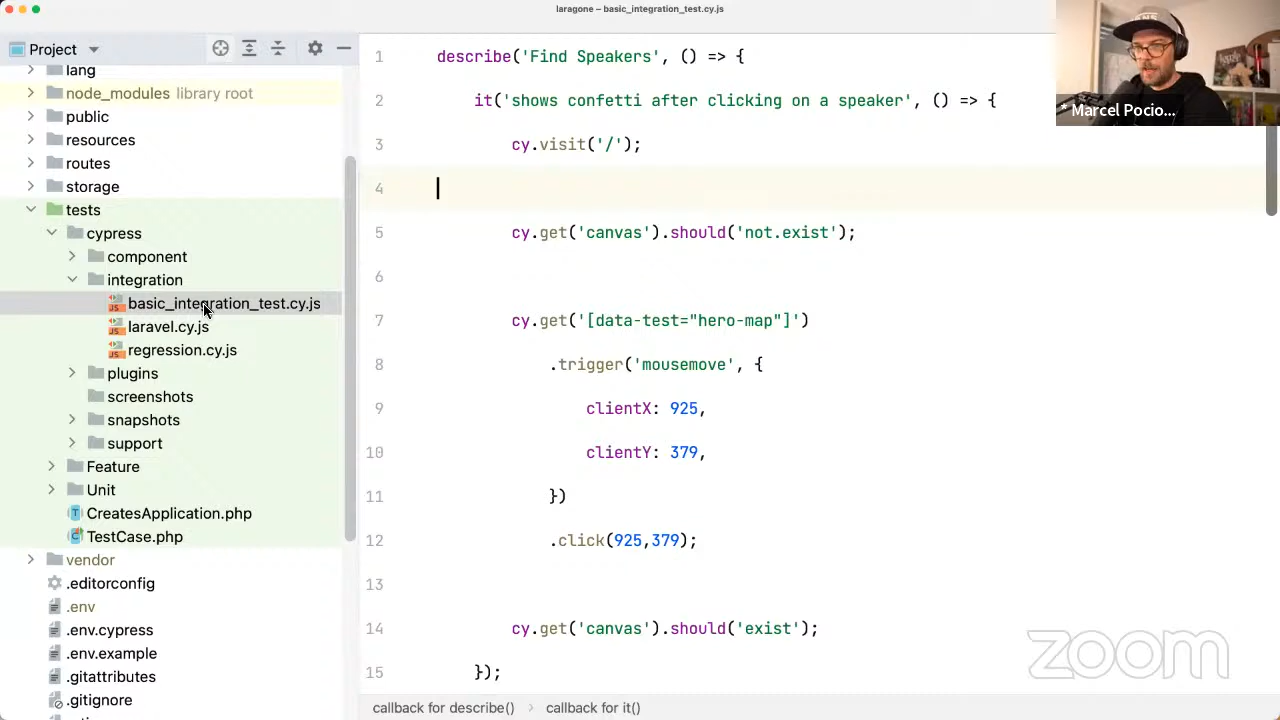 laragone – basic_integration_test.cy.js
Project
lang
node_modules library root
public
resources
routes
storage
tests
cypress
component
integration
basic_integration_test.cy.js
laravel.cy.js
regression.cy.js
plugins
screenshots
snapshots
support
Feature
Unit
CreatesApplication.php
TestCase.php
vendor
.editorconfig
.env
.env.cypress
.env.example
.gitattributes
.gitignore
1 describe('Find Speakers', () => {
2 it('shows confetti after clicking on a speaker', () => {
3 cy.visit('/');
4
5 cy.get('canvas').should('not.exist');
6
7 cy.get('[data-test="hero-map"]')
8 .trigger('mousemove', {
9 clientX: 925,
10 clientY: 379,
11 })
12 .click(925,379);
13
14 cy.get('canvas').should('exist');
15 });
callback for describe() callback for it()
* Marcel Pocio...
zoom